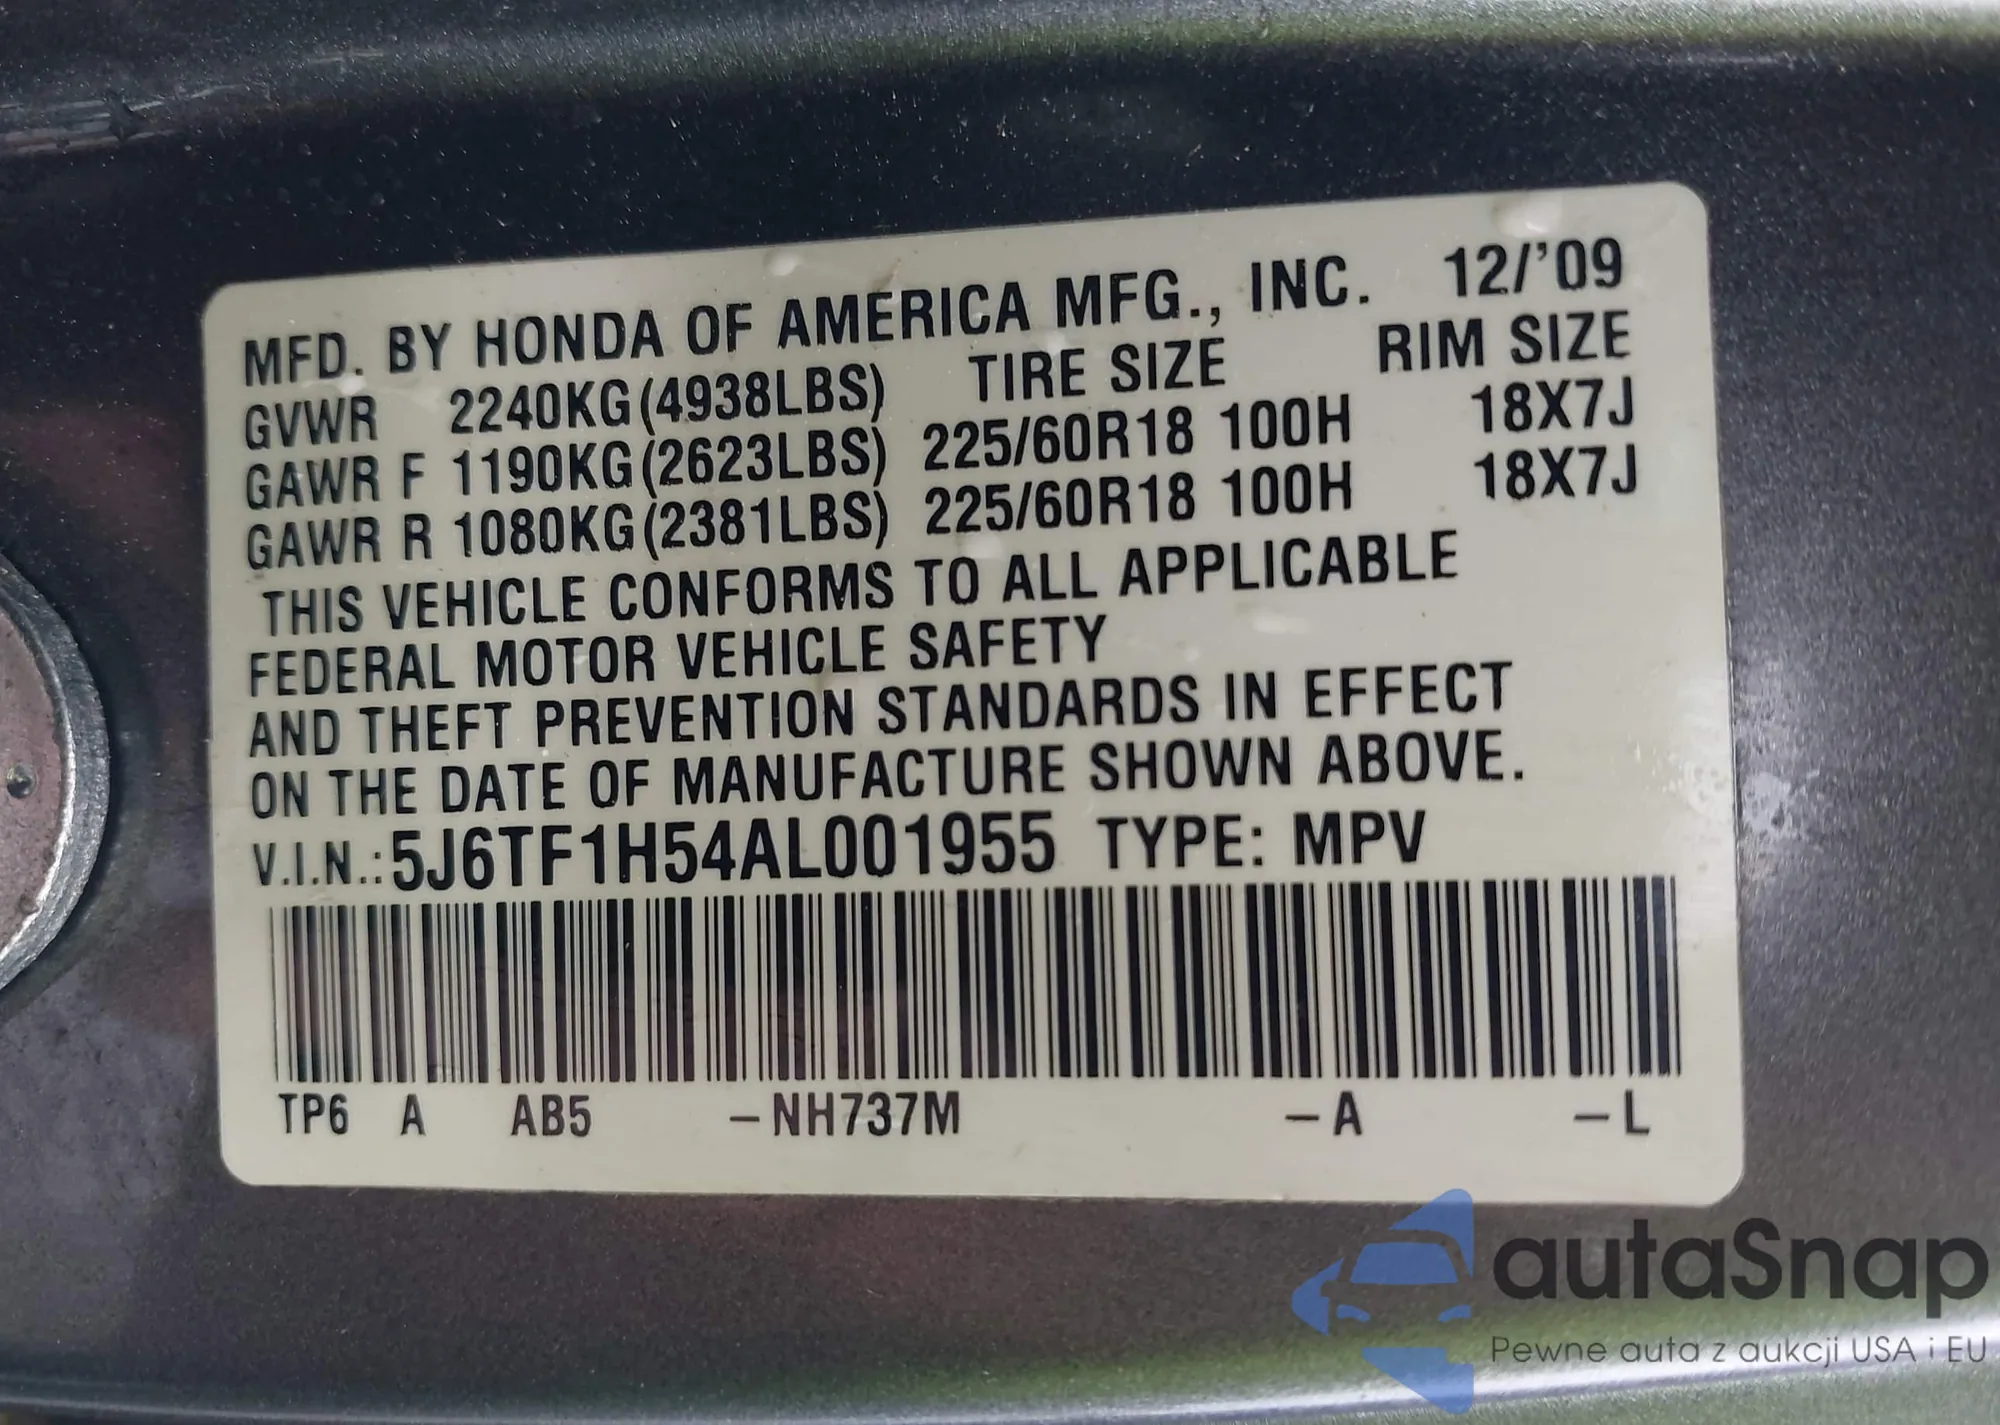 MFD. BY HONDA OF AMERICA MFG., INC. 12/'09
GVWR 2240KG(4938LBS) TIRE SIZE RIM SIZE
GAWR F 1190KG(2623LBS) 225/60R18 100H 18X7J
GAWR R 1080KG(2381LBS) 225/60R18 100H 18X7J
THIS VEHICLE CONFORMS TO ALL APPLICABLE
FEDERAL MOTOR VEHICLE SAFETY
AND THEFT PREVENTION STANDARDS IN EFFECT
ON THE DATE OF MANUFACTURE SHOWN ABOVE.
V.I.N.: 5J6TF1H54AL001955 TYPE: MPV
TP6 A AB5 –NH737M –A –L
autaSnap
Pewne auta z aukcji USA i EU